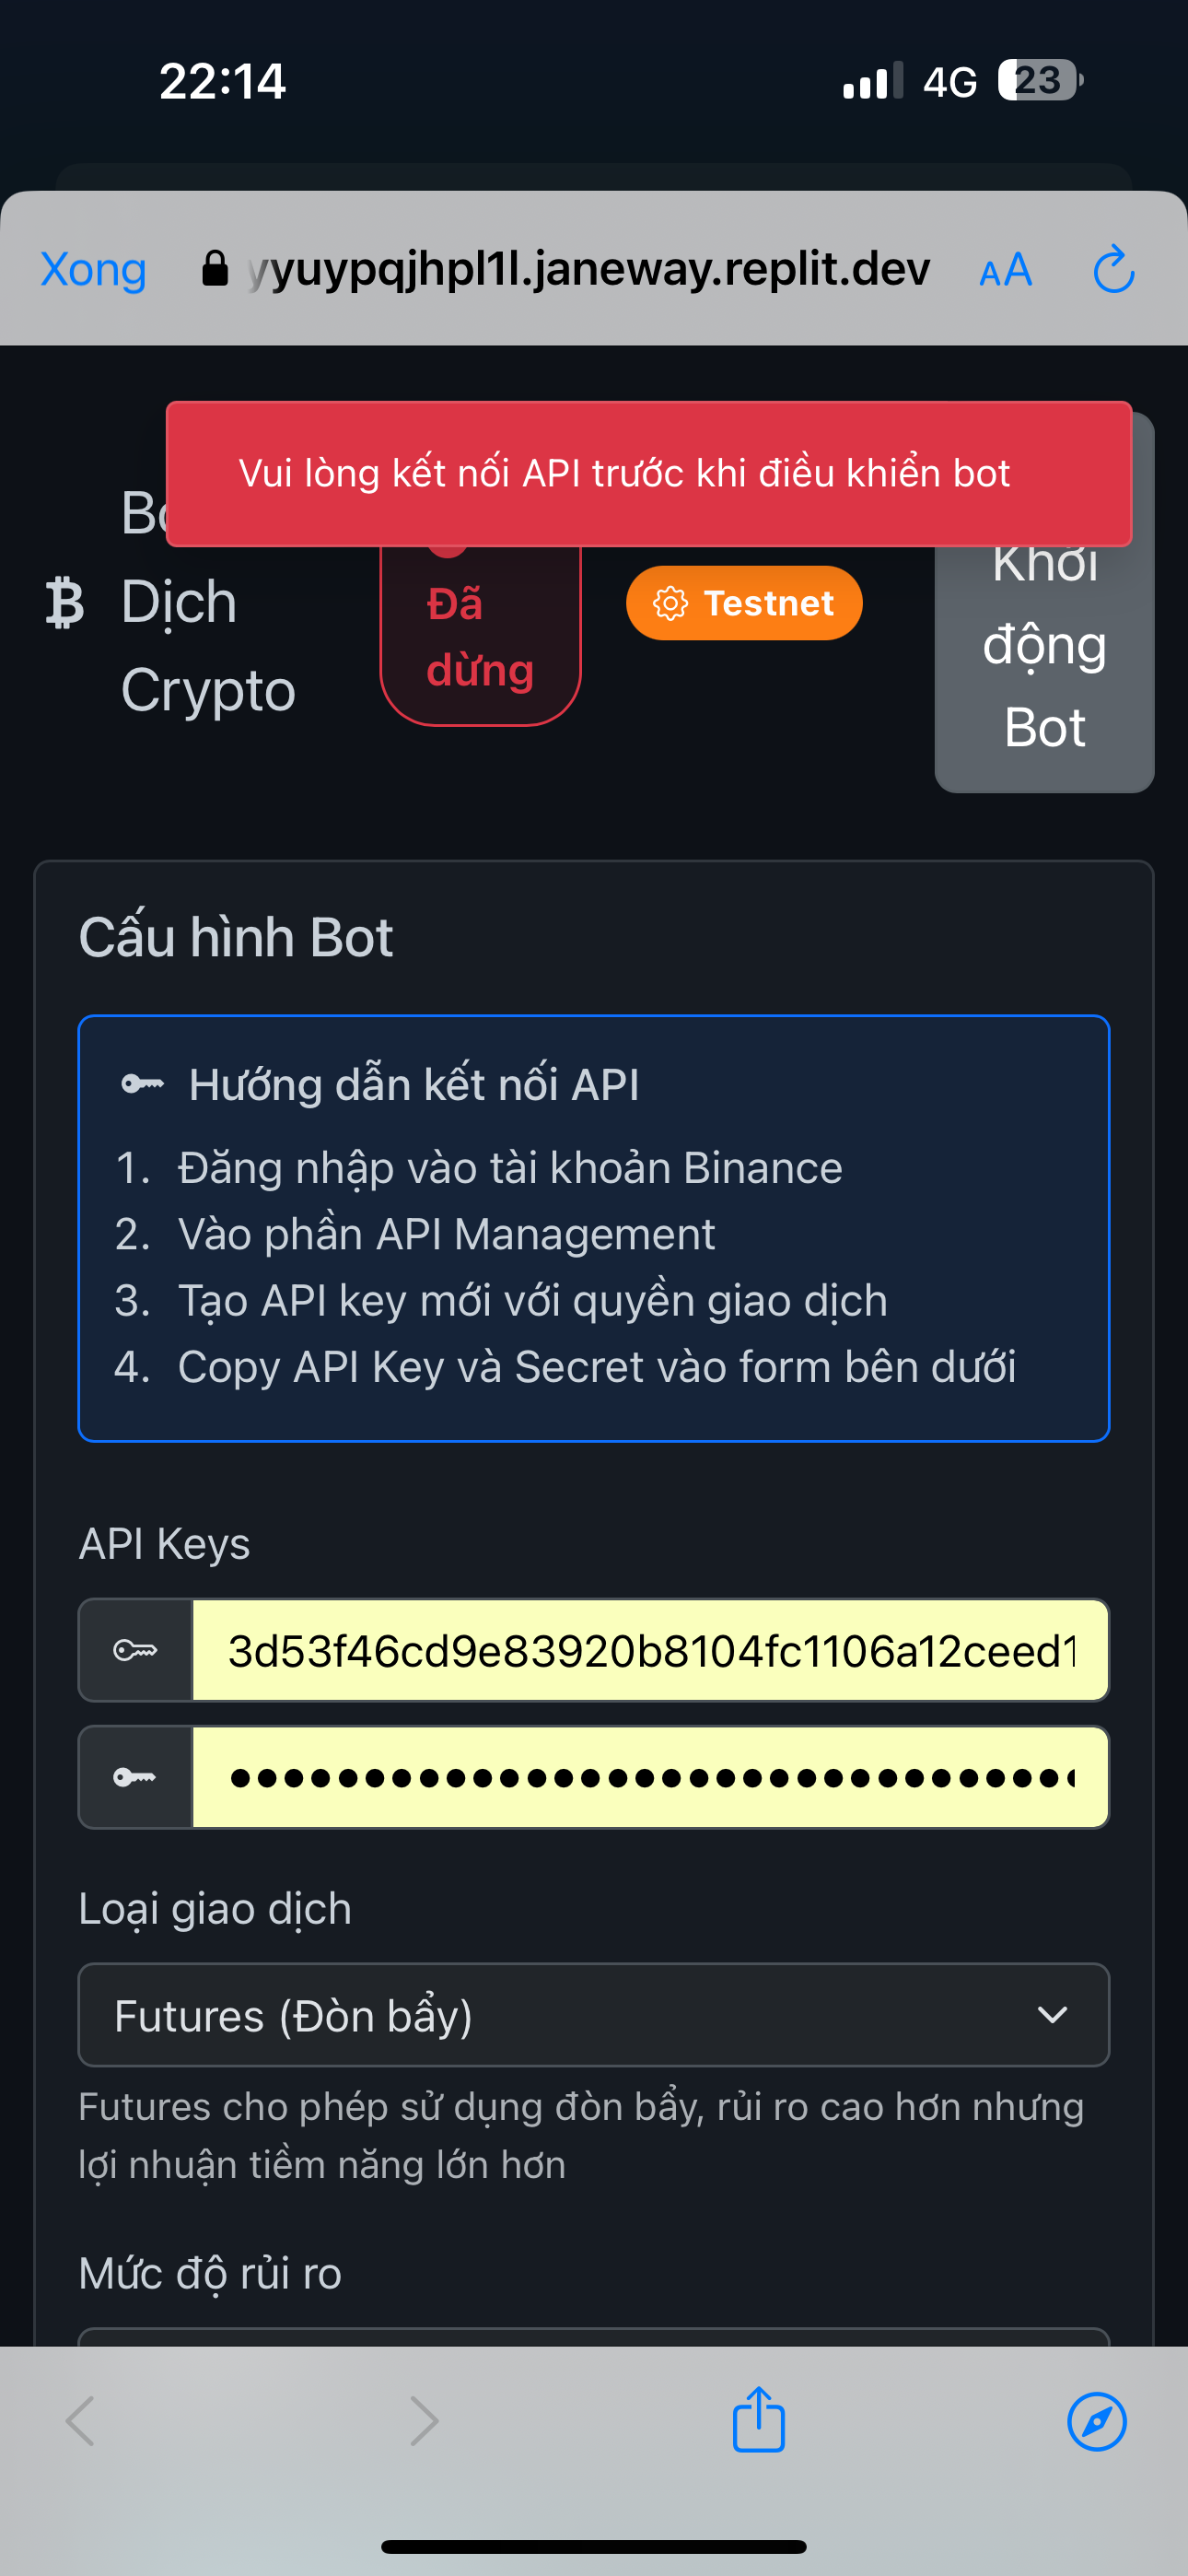 22:14
4G
23
Xong
yyuypqjhpl1l.janeway.replit.dev
AA
Vui lòng kết nối API trước khi điều khiển bot
Dịch
Crypto
Đã
dừng
Testnet
Khởi
động
Bot
Cấu hình Bot
Hướng dẫn kết nối API
1. Đăng nhập vào tài khoản Binance
2. Vào phần API Management
3. Tạo API key mới với quyền giao dịch
4. Copy API Key và Secret vào form bên dưới
API Keys
3d53f46cd9e83920b8104fc1106a12ceed1
Loại giao dịch
Futures (Đòn bẩy)
Futures cho phép sử dụng đòn bẩy, rủi ro cao hơn nhưng
lợi nhuận tiềm năng lớn hơn
Mức độ rủi ro